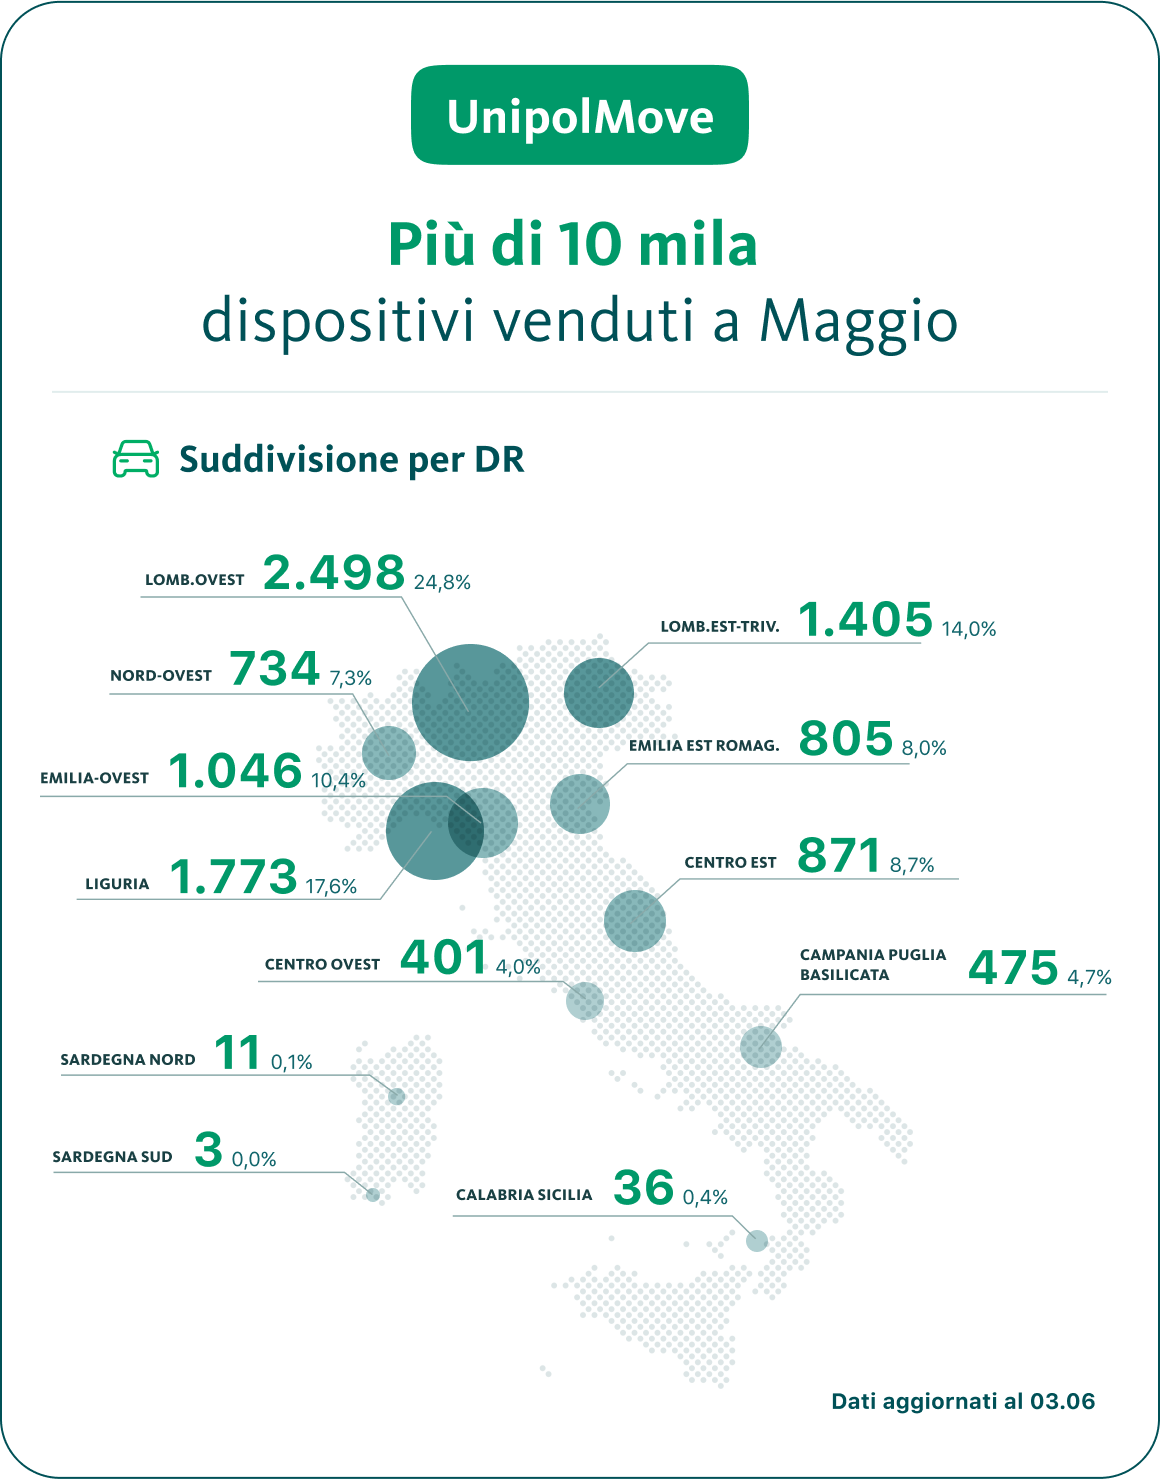 UnipolMove
Più di 10 mila
dispositivi venduti a Maggio
Suddivisione per DR
LOMB.OVEST 2.498 24,8%
LOMB.EST-TRIV. 1.405 14,0%
NORD-OVEST 734 7,3%
EMILIA EST ROMAG. 805 8,0%
EMILIA-OVEST 1.046 10,4%
CENTRO EST 871 8,7%
LIGURIA 1.773 17,6%
CENTRO OVEST 401 4,0%
CAMPANIA PUGLIA
BASILICATA 475 4,7%
SARDEGNA NORD 11 0,1%
SARDEGNA SUD 3 0,0%
CALABRIA SICILIA 36 0,4%
Dati aggiornati al 03.06